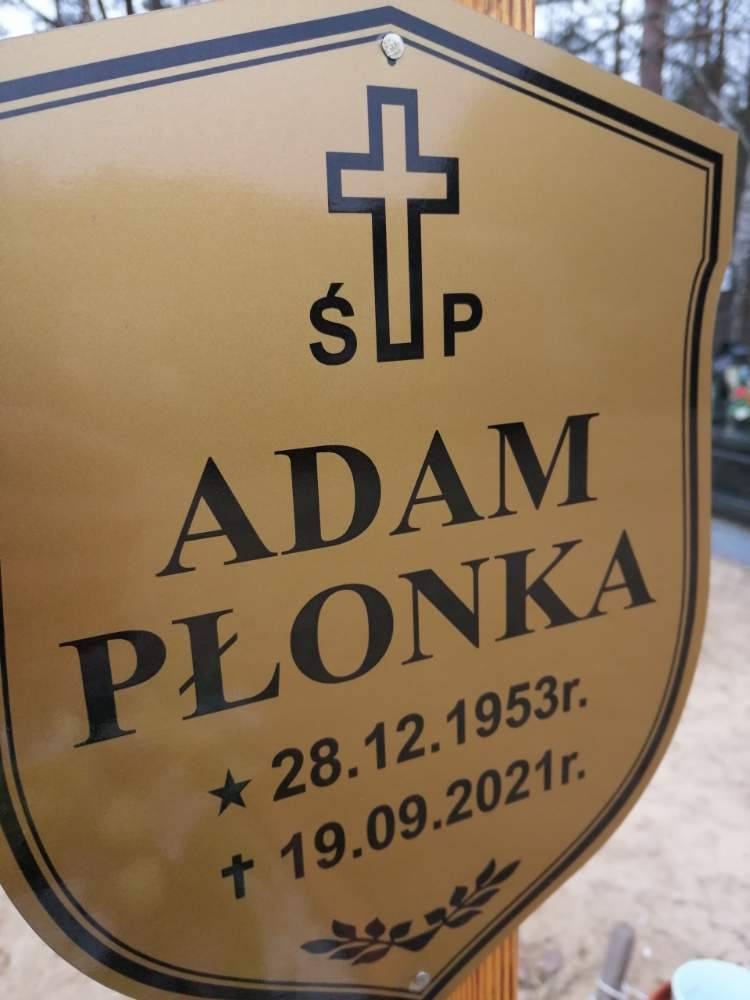 Ś P
ADAM
PŁONKA
★ 28.12.1953r.
✝ 19.09.2021r.